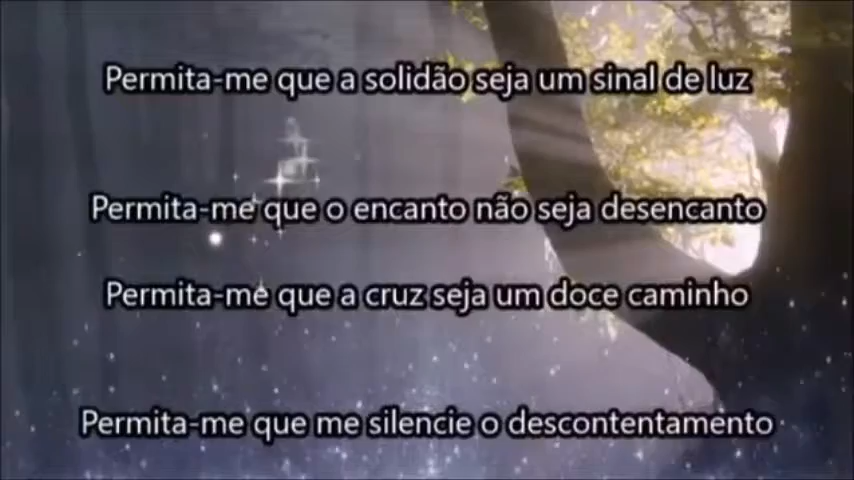 Permita-me que a solidão seja um sinal de luz
Permita-me que o encanto não seja desencanto
Permita-me que a cruz seja um doce caminho
Permita-me que me silencie o descontentamento